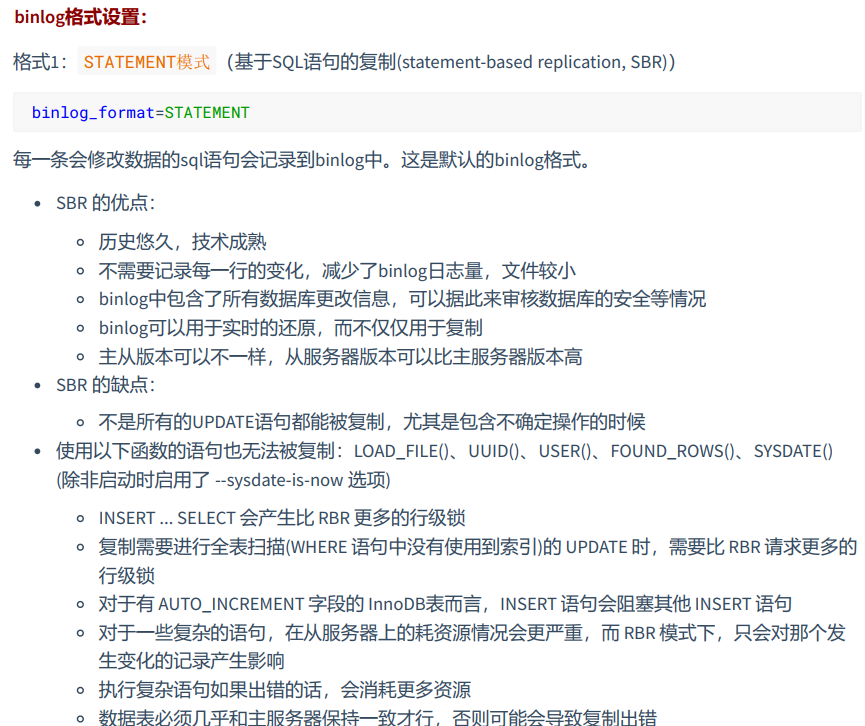 binlog格式设置：
格式1：STATEMENT模式（基于SQL语句的复制(statement-based replication, SBR)）
binlog_format=STATEMENT
每一条会修改数据的sql语句会记录到binlog中。这是默认的binlog格式。
SBR 的优点：
历史悠久，技术成熟
不需要记录每一行的变化，减少了binlog日志量，文件较小
binlog中包含了所有数据库更改信息，可以据此来审核数据库的安全等情况
binlog可以用于实时的还原，而不仅仅用于复制
主从版本可以不一样，从服务器版本可以比主服务器版本高
SBR 的缺点：
不是所有的UPDATE语句都能被复制，尤其是包含不确定操作的时候
使用以下函数的语句也无法被复制：LOAD_FILE()、UUID()、USER()、FOUND_ROWS()、SYSDATE()
(除非启动时启用了 --sysdate-is-now 选项)
INSERT ... SELECT 会产生比 RBR 更多的行级锁
复制需要进行全表扫描(WHERE 语句中没有使用到索引)的 UPDATE 时，需要比 RBR 请求更多的
行级锁
对于有 AUTO_INCREMENT 字段的 InnoDB表而言，INSERT 语句会阻塞其他 INSERT 语句
对于一些复杂的语句，在从服务器上的耗资源情况会更严重，而 RBR 模式下，只会对那个发
生变化的记录产生影响
执行复杂语句如果出错的话，会消耗更多资源
数据表必须几乎和主服务器保持一致才行，否则可能会导致复制出错